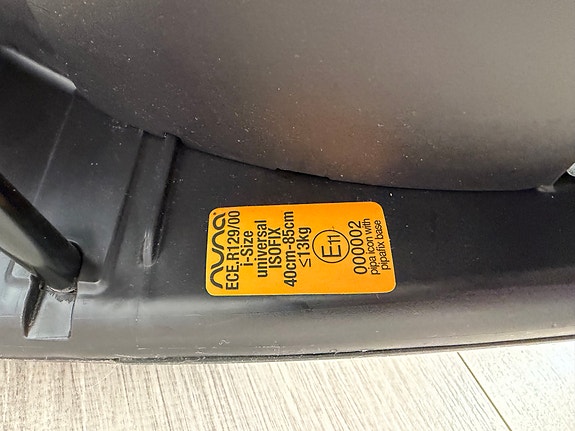 nuna
ECE R129/00
i-Size
universal
ISOFIX
40cm-85cm
≤13kg
E11
000002
pipa icon with
pipafix base